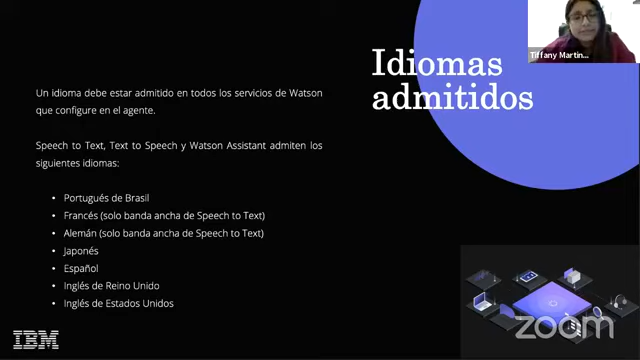 Tiffany Martin...
Idiomas
admitidos
Un idioma debe estar admitido en todos los servicios de Watson
que configure en el agente.
Speech to Text, Text to Speech y Watson Assistant admiten los
siguientes idiomas:
• Portugués de Brasil
• Francés (solo banda ancha de Speech to Text)
• Alemán (solo banda ancha de Speech to Text)
• Japonés
• Español
• Inglés de Reino Unido
• Inglés de Estados Unidos
IBM
zoom